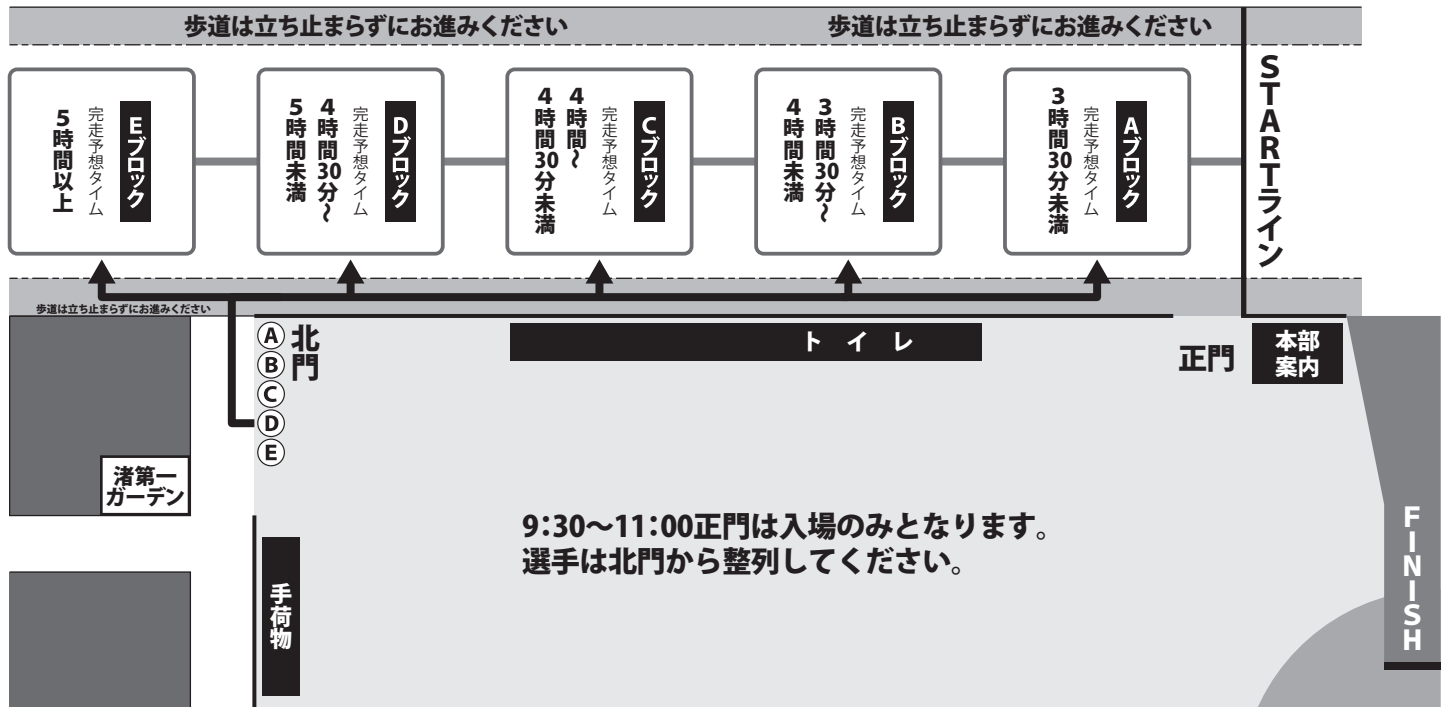 歩道は立ち止まらずにお進みください
歩道は立ち止まらずにお進みください
STARTライン
Aブロック
完走予想タイム
3時間30分未満
Bブロック
完走予想タイム
3時間30分〜
4時間未満
Cブロック
完走予想タイム
4時間〜
4時間30分未満
Dブロック
完走予想タイム
4時間30分〜
5時間未満
Eブロック
完走予想タイム
5時間以上
歩道は立ち止まらずにお進みください
Ⓐ
Ⓑ
Ⓒ
Ⓓ
Ⓔ
北門
トイレ
正門
本部
案内
渚第一
ガーデン
9:30〜11:00正門は入場のみとなります。
選手は北門から整列してください。
手荷物
FINISH